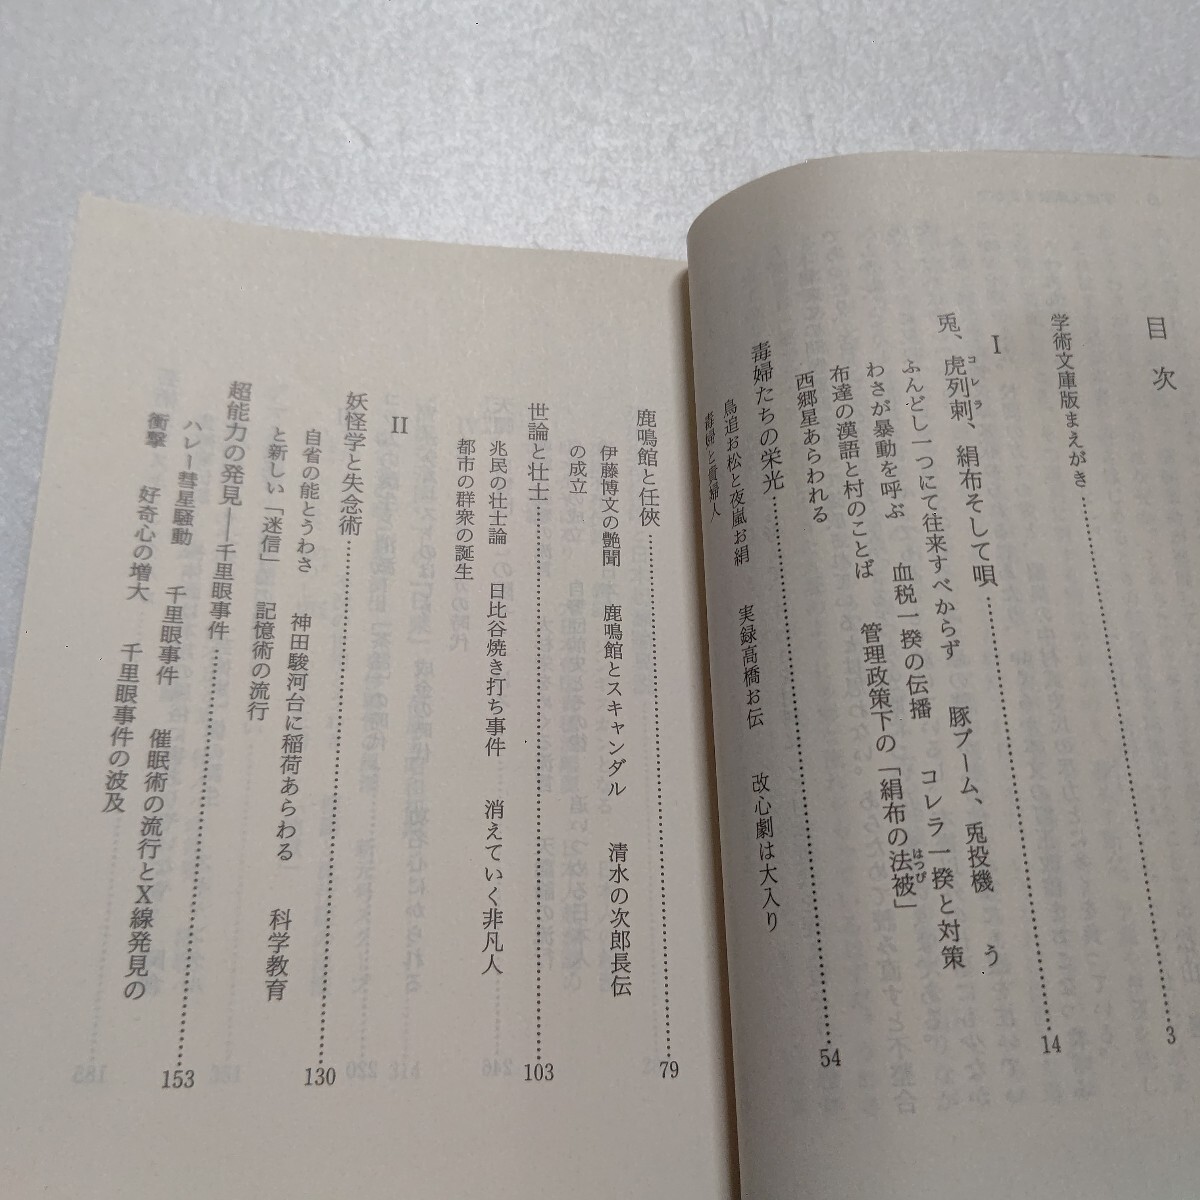 目次
学術文庫版まえがき……3
I
兎、虎列刺、絹布そして唄……14
コレラ
ふんどし一つにて往来すべからず 豚ブーム、兎投機 う
わさが暴動を呼ぶ 血税一揆の伝播 コレラ一揆と対策
布達の漢語と村のことば 管理政策下の「絹布の法被」
はつぴ
西郷星あらわれる
毒婦たちの栄光……54
鳥追お松と夜嵐お絹 実録高橋お伝 改心劇は大入り
毒婦と貴婦人
鹿鳴館と任俠……79
伊藤博文の艶聞 鹿鳴館とスキャンダル 清水の次郎長伝
の成立
世論と壮士……103
兆民の壮士論 日比谷焼き打ち事件 消えていく非凡人
都市の群衆の誕生
II
妖怪学と失念術……130
自省の能とうわさ 神田駿河台に稲荷あらわる 科学教育
と新しい「迷信」 記憶術の流行
超能力の発見――千里眼事件……153
ハレー彗星騒動 千里眼事件 催眠術の流行とX線発見の
衝撃 好奇心の増大 千里眼事件の波及